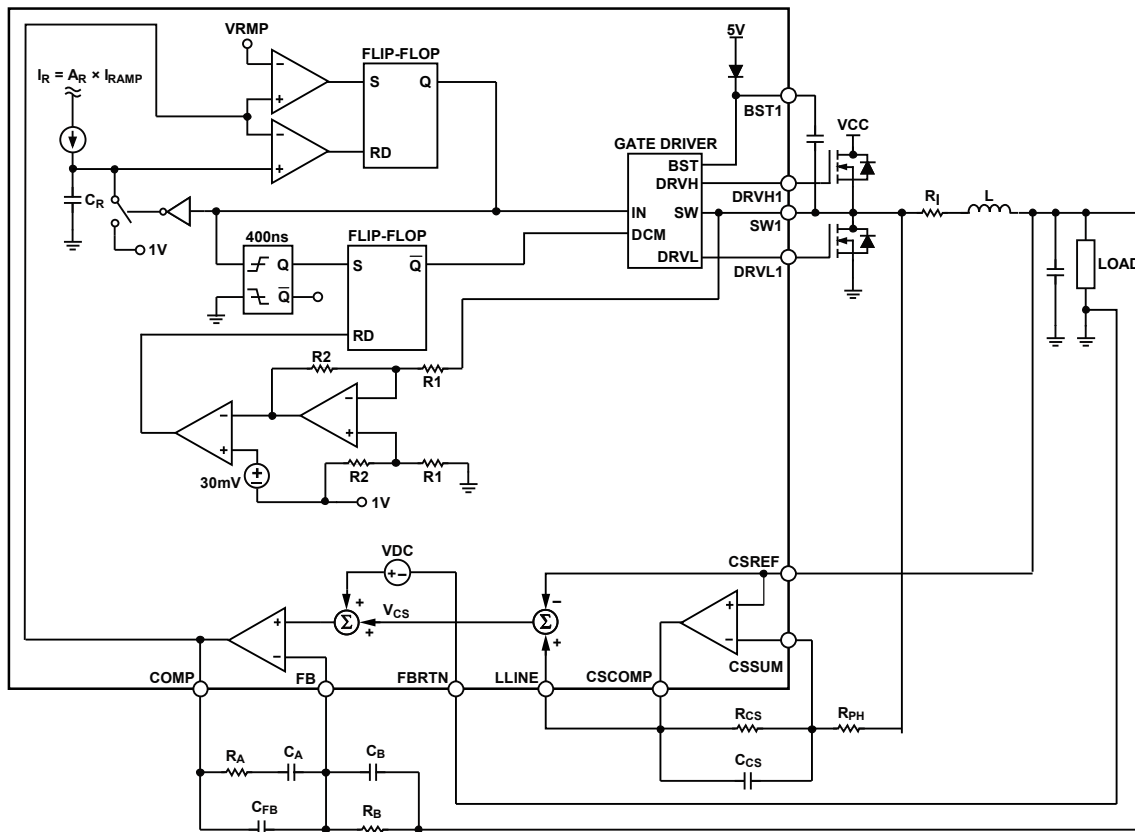 VRMP
FLIP-FLOP
I_R = A_R × I_RAMP
−
+
S
Q
−
+
RD
C_R
1V
400ns
Q
Q̅
FLIP-FLOP
S
Q̅
RD
5V
BST1
GATE DRIVER
BST
DRVH
IN
SW
DCM
DRVL
DRVH1
SW1
DRVL1
VCC
R_I
L
LOAD
R2
R1
−
+
−
+
R2
R1
30mV
+
−
1V
VDC
+ −
CSREF
+
Σ
+
V_CS
−
Σ
+
+
−
CSSUM
+
−
COMP
FB
FBRTN
LLINE
CSCOMP
R_CS
R_PH
C_CS
R_A
C_A
C_B
C_FB
R_B